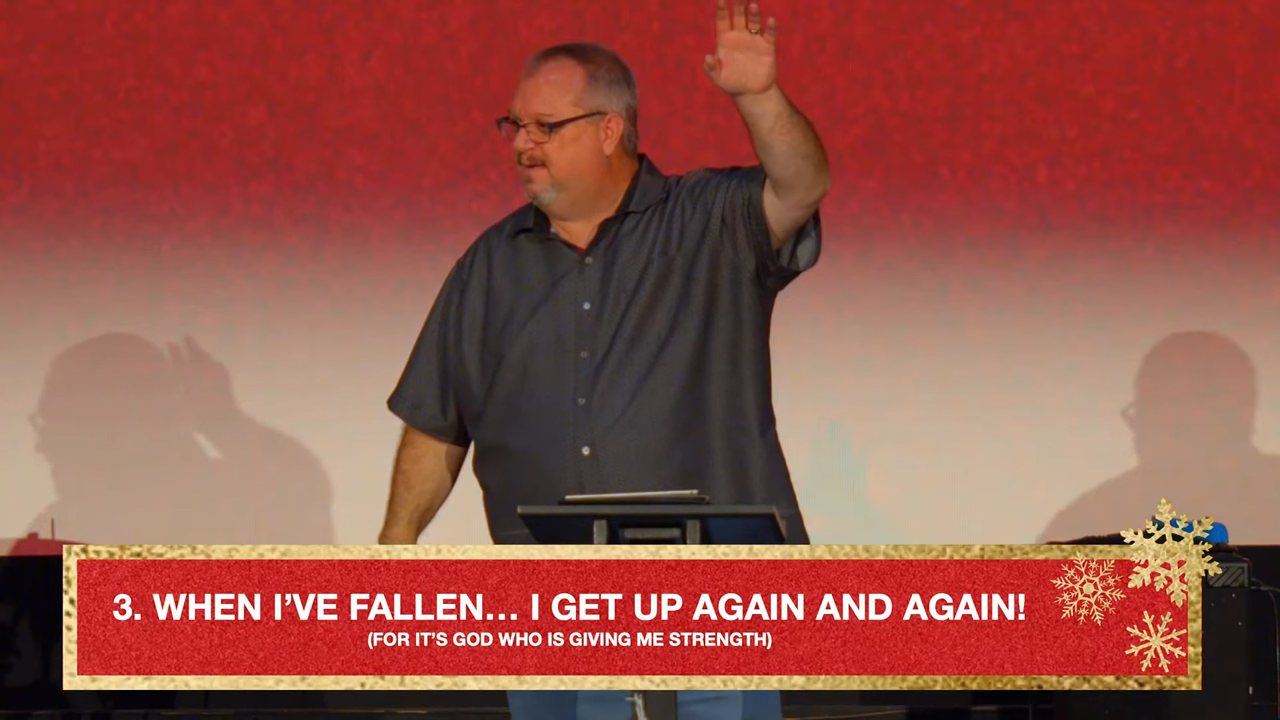 3. WHEN I’VE FALLEN... I GET UP AGAIN AND AGAIN!
(FOR IT’S GOD WHO IS GIVING ME STRENGTH)